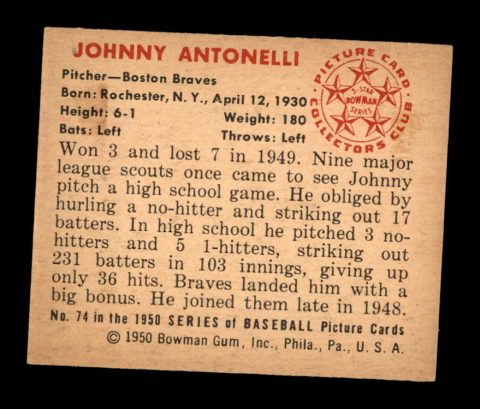 JOHNNY ANTONELLI
Pitcher—Boston Braves
Born: Rochester, N. Y., April 12, 1930
Height: 6-1 Weight: 180
Bats: Left Throws: Left
PICTURE CARD
COLLECTORS CLUB
5-STAR
BOWMAN
SERIES
Won 3 and lost 7 in 1949. Nine major
league scouts once came to see Johnny
pitch a high school game. He obliged by
hurling a no-hitter and striking out 17
batters. In high school he pitched 3 no-
hitters and 5 1-hitters, striking out
231 batters in 103 innings, giving up
only 36 hits. Braves landed him with a
big bonus. He joined them late in 1948.
No. 74 in the 1950 SERIES of BASEBALL Picture Cards
© 1950 Bowman Gum, Inc., Phila., Pa., U. S. A.